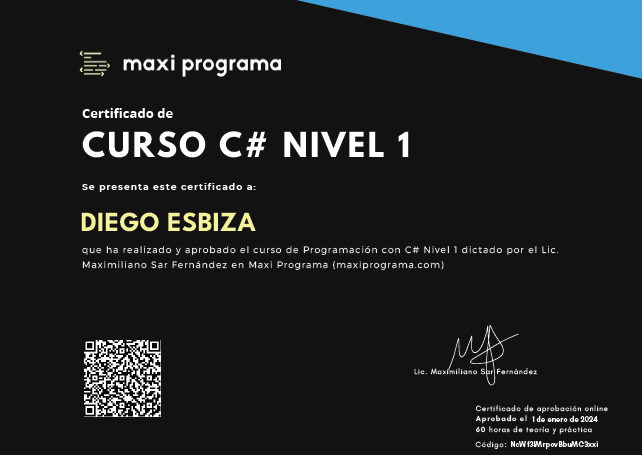 maxi programa
Certificado de
CURSO C# NIVEL 1
Se presenta este certificado a:
DIEGO ESBIZA
que ha realizado y aprobado el curso de Programación con C# Nivel 1 dictado por el Lic.
Maximiliano Sar Fernández en Maxi Programa (maxiprograma.com)
Lic. Maximiliano Sar Fernández
Certificado de aprobación online
Aprobado el 1 de enero de 2024
60 horas de teoría y práctica
Código: